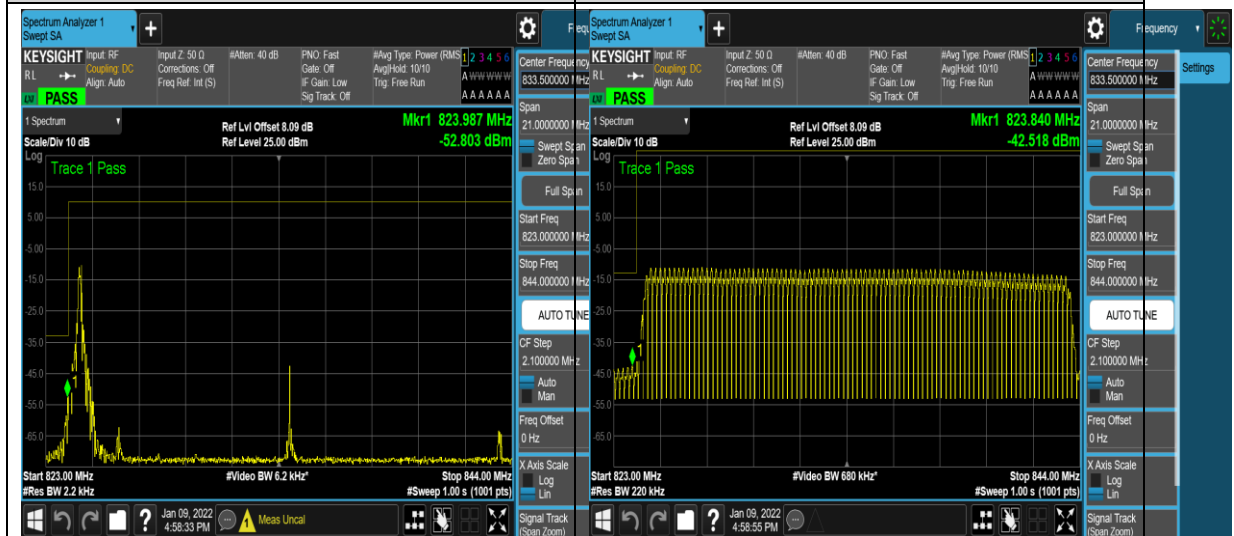 Spectrum Analyzer 1
Swept SA
+
KEYSIGHT
RL
Input: RF
Coupling: DC
Align: Auto
Input Z: 50 Ω
Corrections: Off
Freq Ref: Int (S)
#Atten: 40 dB
PNO: Fast
Gate: Off
IF Gain: Low
Sig Track: Off
#Avg Type: Power (RMS
Avg|Hold: 10/10
Trig: Free Run
1 2 3 4 5 6
A W W W W W
A A A A A A
PASS
1 Spectrum
Scale/Div 10 dB
Log
Ref Lvl Offset 8.09 dB
Ref Level 25.00 dBm
Mkr1 823.987 MHz
-52.803 dBm
Trace 1 Pass
15.0
5.00
-5.00
-15.0
-25.0
-35.0
-45.0
-55.0
-65.0
1
Start 823.00 MHz
#Res BW 2.2 kHz
#Video BW 6.2 kHz*
Stop 844.00 MHz
#Sweep 1.00 s (1001 pts)
?
Jan 09, 2022
4:58:33 PM
Meas Uncal
Center Frequency
833.500000 MHz
Span
21.0000000 MHz
Swept Span
Zero Span
Full Span
Start Freq
823.000000 MHz
Stop Freq
844.000000 MHz
AUTO TUNE
CF Step
2.100000 MHz
Auto
Man
Freq Offset
0 Hz
X Axis Scale
Log
Lin
Signal Track
(Span Zoom)
Spectrum Analyzer 1
Swept SA
+
KEYSIGHT
RL
Input: RF
Coupling: DC
Align: Auto
Input Z: 50 Ω
Corrections: Off
Freq Ref: Int (S)
#Atten: 40 dB
PNO: Fast
Gate: Off
IF Gain: Low
Sig Track: Off
#Avg Type: Power (RMS
Avg|Hold: 10/10
Trig: Free Run
1 2 3 4 5 6
A W W W W W
A A A A A A
PASS
1 Spectrum
Scale/Div 10 dB
Log
Ref Lvl Offset 8.09 dB
Ref Level 25.00 dBm
Mkr1 823.840 MHz
-42.518 dBm
Trace 1 Pass
15.0
5.00
-5.00
-15.0
-25.0
-35.0
-45.0
-55.0
-65.0
1
Start 823.00 MHz
#Res BW 220 kHz
#Video BW 680 kHz*
Stop 844.00 MHz
#Sweep 1.00 s (1001 pts)
?
Jan 09, 2022
4:58:55 PM
Frequency
Settings
Center Frequency
833.500000 MHz
Span
21.0000000 MHz
Swept Span
Zero Span
Full Span
Start Freq
823.000000 MHz
Stop Freq
844.000000 MHz
AUTO TUNE
CF Step
2.100000 MHz
Auto
Man
Freq Offset
0 Hz
X Axis Scale
Log
Lin
Signal Track
(Span Zoom)